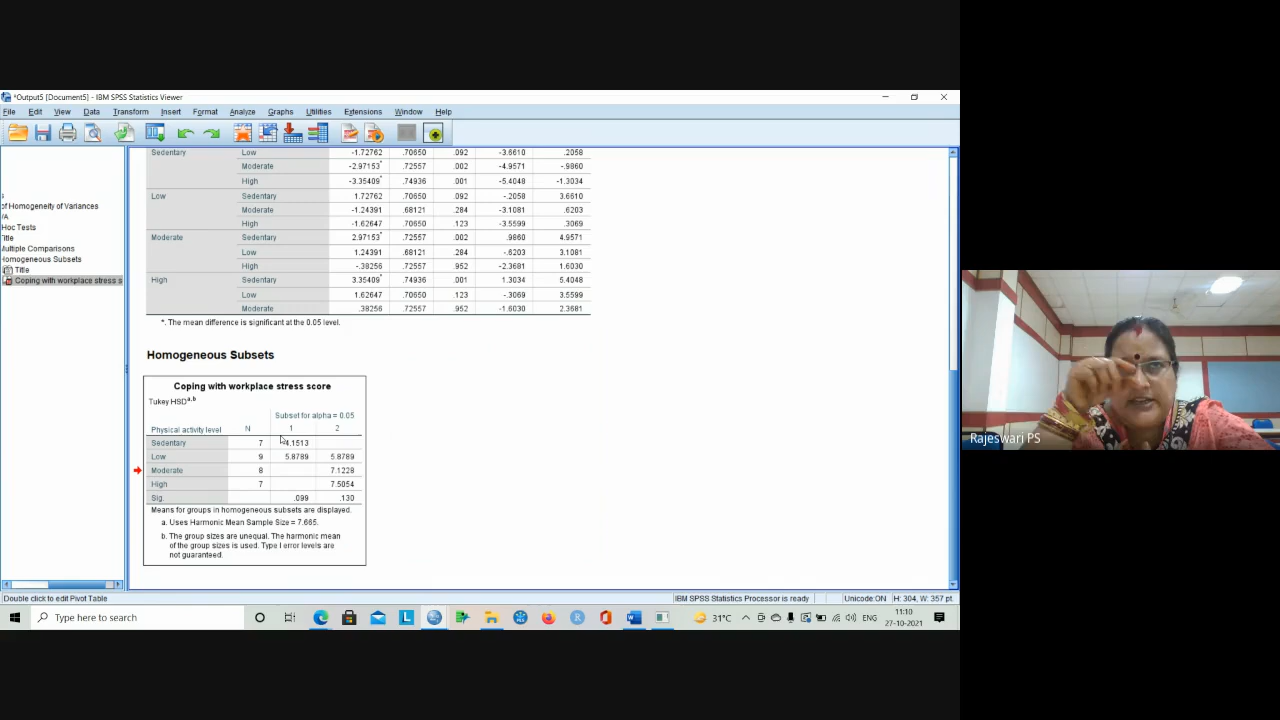 *Output5 [Document5] - IBM SPSS Statistics Viewer
File Edit View Data Transform Insert Format Analyze Graphs Utilities Extensions Window Help
of Homogeneity of Variances
Hoc Tests
Title
Multiple Comparisons
Homogeneous Subsets
Title
Coping with workplace stress s
Sedentary Low -1.72762 .70650 .092 -3.6610 .2058
Moderate -2.97153* .72557 .002 -4.9571 -.9860
High -3.35409* .74936 .001 -5.4048 -1.3034
Low Sedentary 1.72762 .70650 .092 -.2058 3.6610
Moderate -1.24391 .68121 .284 -3.1081 .6203
High -1.62647 .70650 .123 -3.5599 .3069
Moderate Sedentary 2.97153* .72557 .002 .9860 4.9571
Low 1.24391 .68121 .284 -.6203 3.1081
High -.38256 .72557 .952 -2.3681 1.6030
High Sedentary 3.35409* .74936 .001 1.3034 5.4048
Low 1.62647 .70650 .123 -.3069 3.5599
Moderate .38256 .72557 .952 -1.6030 2.3681
*. The mean difference is significant at the 0.05 level.
Homogeneous Subsets
Coping with workplace stress score
Tukey HSDa,b
Subset for alpha = 0.05
Physical activity level N 1 2
Sedentary 7 4.1513
Low 9 5.8789 5.8789
Moderate 8 7.1228
High 7 7.5054
Sig. .099 .130
Means for groups in homogeneous subsets are displayed.
a. Uses Harmonic Mean Sample Size = 7.665.
b. The group sizes are unequal. The harmonic mean
of the group sizes is used. Type I error levels are
not guaranteed.
Rajeswari PS
Double click to edit Pivot Table IBM SPSS Statistics Processor is ready Unicode:ON H: 304, W: 357 pt.
Type here to search 31°C ENG 11:10
27-10-2021